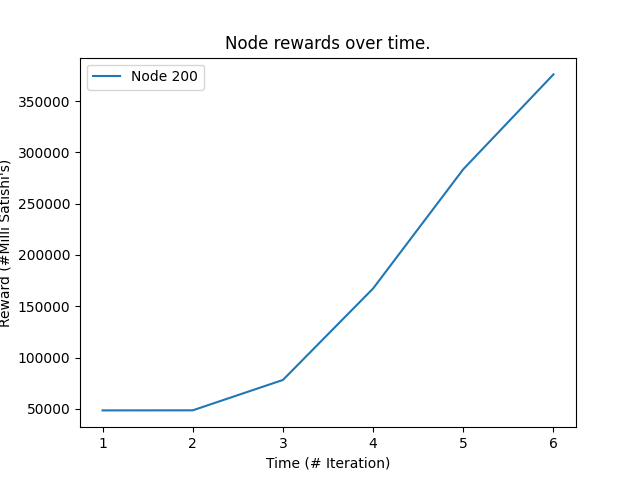 Node rewards over time.
Node 200
350000
300000
250000
200000
150000
100000
50000
Reward (#Milli Satishi's)
1 2 3 4 5 6
Time (# Iteration)